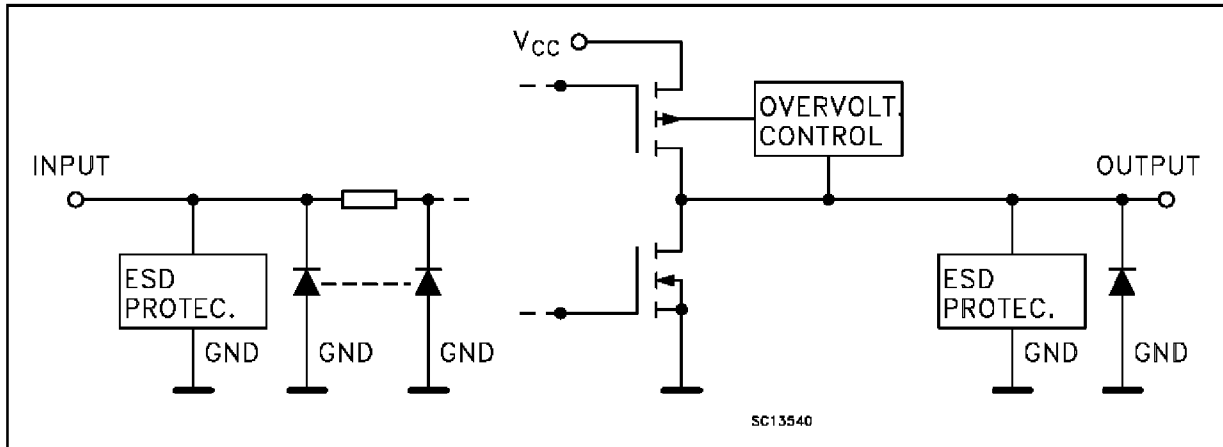 VCC
OVERVOLT.
CONTROL
INPUT
OUTPUT
ESD
PROTEC.
ESD
PROTEC.
GND
GND
GND
GND
GND
SC13540